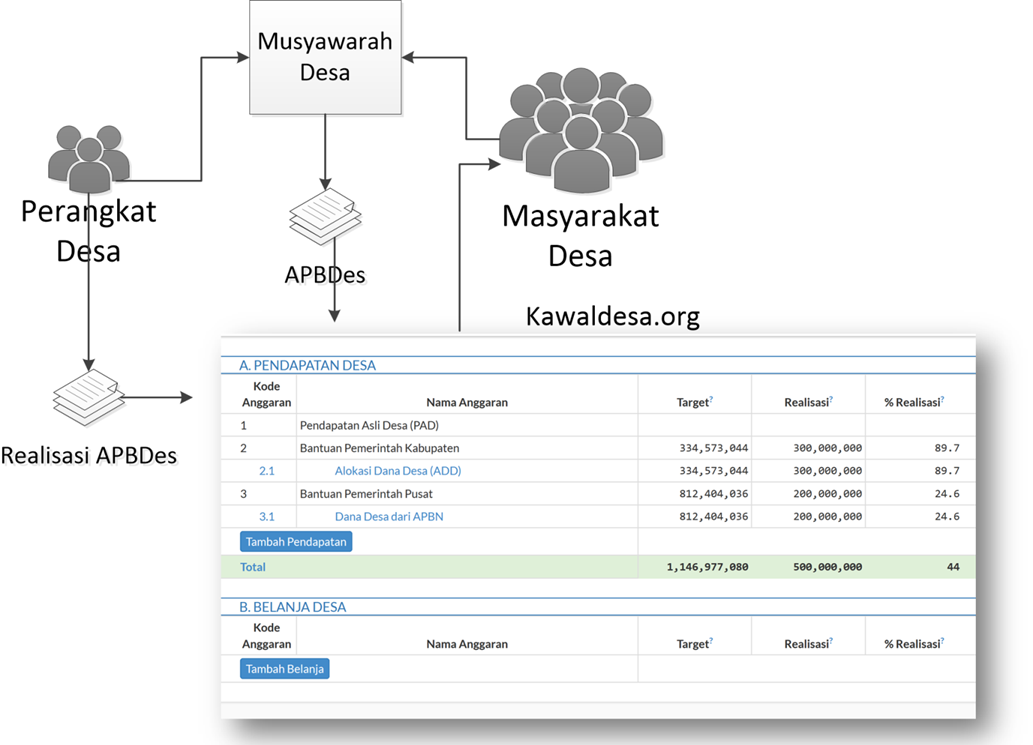 Musyawarah
Desa
Perangkat
Desa
Masyarakat
Desa
APBDes
Kawaldesa.org
Realisasi APBDes
A. PENDAPATAN DESA
Kode
Anggaran Nama Anggaran Target? Realisasi? % Realisasi?
1 Pendapatan Asli Desa (PAD)
2 Bantuan Pemerintah Kabupaten 334,573,044 300,000,000 89.7
2.1 Alokasi Dana Desa (ADD) 334,573,044 300,000,000 89.7
3 Bantuan Pemerintah Pusat 812,404,036 200,000,000 24.6
3.1 Dana Desa dari APBN 812,404,036 200,000,000 24.6
Tambah Pendapatan
Total 1,146,977,080 500,000,000 44
B. BELANJA DESA
Kode
Anggaran Nama Anggaran Target? Realisasi? % Realisasi?
Tambah Belanja